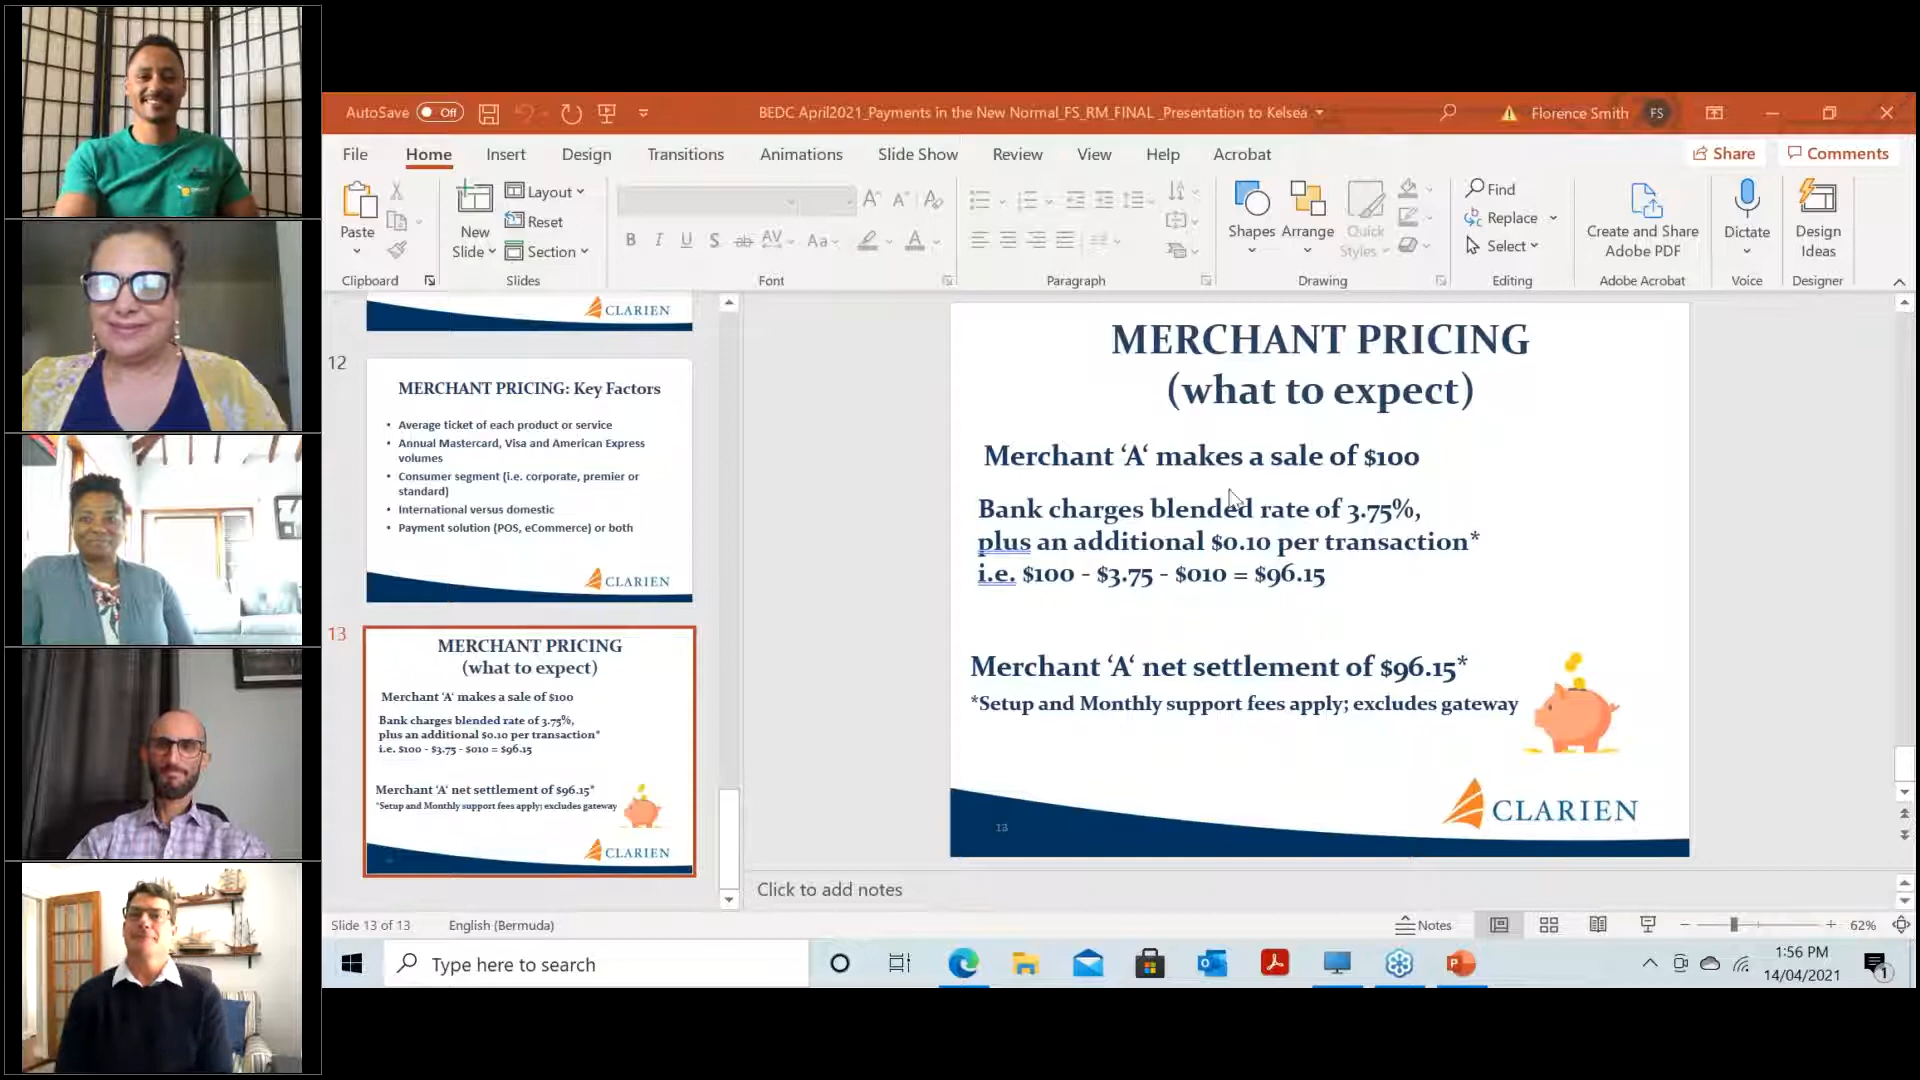 AutoSave Off
BEDC April2021_Payments in the New Normal_FS_RM_FINAL _Presentation to Kelsea
Florence Smith FS
File Home Insert Design Transitions Animations Slide Show Review View Help Acrobat
Share Comments
Paste
Clipboard
New
Slide
Layout
Reset
Section
Slides
B I U S ab AV Aa A
Font
Paragraph
Shapes
Arrange
Quick
Styles
Drawing
Find
Replace
Select
Editing
Create and Share
Adobe PDF
Adobe Acrobat
Dictate
Voice
Design
Ideas
Designer
CLARIEN
12
MERCHANT PRICING: Key Factors
• Average ticket of each product or service
• Annual Mastercard, Visa and American Express
volumes
• Consumer segment (i.e. corporate, premier or
standard)
• International versus domestic
• Payment solution (POS, eCommerce) or both
CLARIEN
13
MERCHANT PRICING
(what to expect)
Merchant ‘A‘ makes a sale of $100
Bank charges blended rate of 3.75%,
plus an additional $0.10 per transaction*
i.e. $100 - $3.75 - $010 = $96.15
Merchant ‘A‘ net settlement of $96.15*
*Setup and Monthly support fees apply; excludes gateway
CLARIEN
MERCHANT PRICING
(what to expect)
Merchant ‘A‘ makes a sale of $100
Bank charges blended rate of 3.75%,
plus an additional $0.10 per transaction*
i.e. $100 - $3.75 - $010 = $96.15
Merchant ‘A‘ net settlement of $96.15*
*Setup and Monthly support fees apply; excludes gateway
CLARIEN
13
Click to add notes
Slide 13 of 13
English (Bermuda)
Notes
62%
Type here to search
1:56 PM
14/04/2021
1